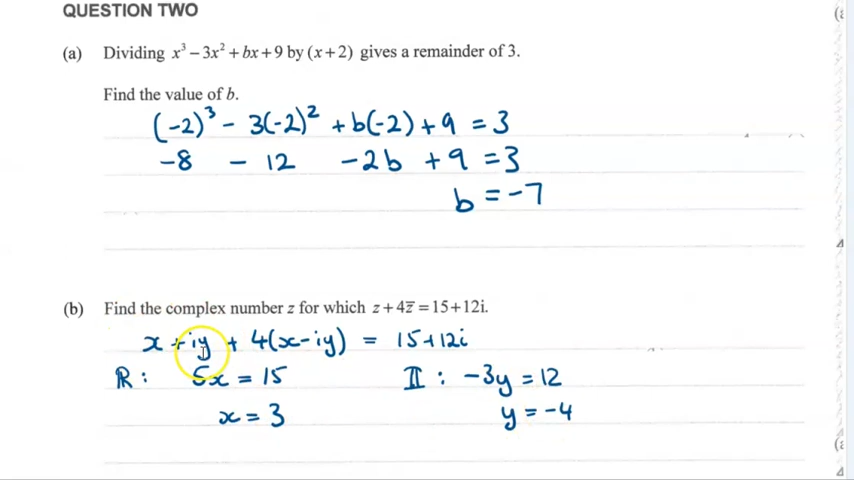 QUESTION TWO
(a) Dividing x³ − 3x² + bx + 9 by (x + 2) gives a remainder of 3.
Find the value of b.
(-2)³ - 3(-2)² + b(-2) + 9 = 3
-8 - 12 -2b + 9 = 3
b = -7
(b) Find the complex number z for which z + 4z̅ = 15 + 12i.
x + iy + 4(x - iy) = 15 + 12i
ℝ : 5x = 15 𝕀 : -3y = 12
x = 3 y = -4